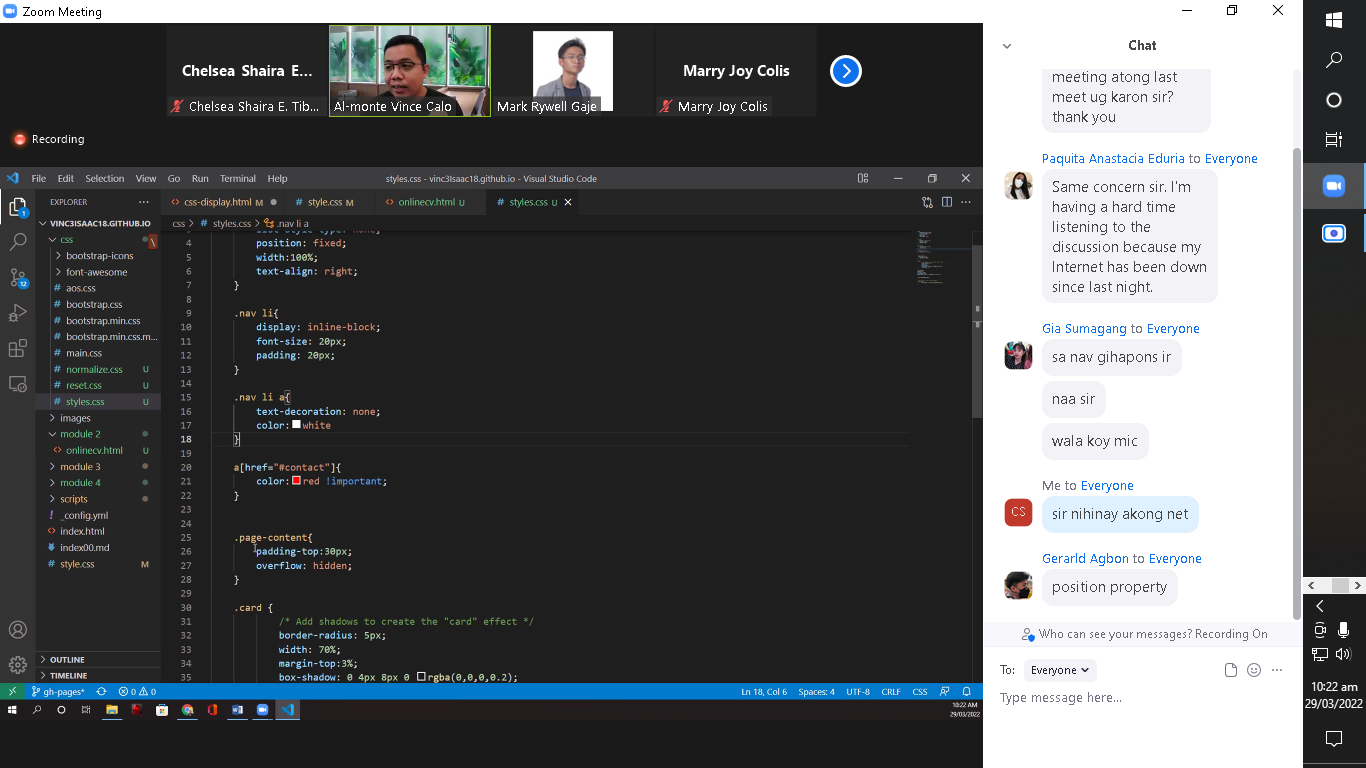 Zoom Meeting
Chelsea Shaira E...
Marry Joy Colis
Chelsea Shaira E. Tib...
Al-monte Vince Calo
Mark Rywell Gaje
Marry Joy Colis
Recording
File Edit Selection View Go Run Terminal Help
styles.css - vinc3Isaac18.github.io - Visual Studio Code
EXPLORER
css-display.html M
style.css M
onlinecv.html U
styles.css U
css > # styles.css > .nav li a
VINC3ISAAC18.GITHUB.IO
css
bootstrap-icons
font-awesome
# aos.css
# bootstrap.css
# bootstrap.min.css
# bootstrap.min.css.m...
# main.css
# normalize.css U
# reset.css U
# styles.css U
images
module 2
onlinecv.html U
module 3
module 4
scripts
! _config.yml
index.html
index00.md
# style.css M
OUTLINE
TIMELINE
4 position: fixed;
5 width:100%;
6 text-align: right;
7 }
8
9 .nav li{
10 display: inline-block;
11 font-size: 20px;
12 padding: 20px;
13 }
14
15 .nav li a{
16 text-decoration: none;
17 color: white
18 }
19
20 a[href="#contact"]{
21 color: red !important;
22 }
23
24
25 .page-content{
26 padding-top:30px;
27 overflow: hidden;
28 }
29
30 .card {
31 /* Add shadows to create the "card" effect */
32 border-radius: 5px;
33 width: 70%;
34 margin-top:3%;
35 box-shadow: 0 4px 8px 0 rgba(0,0,0,0.2);
gh-pages* 0 0
Ln 18, Col 6 Spaces: 4 UTF-8 CRLF CSS
10:22 AM
29/03/2022
Chat
meeting atong last
meet ug karon sir?
thank you
Paquita Anastacia Eduria to Everyone
Same concern sir. I'm
having a hard time
listening to the
discussion because my
Internet has been down
since last night.
Gia Sumagang to Everyone
sa nav gihapons ir
naa sir
wala koy mic
Me to Everyone
CS
sir nihinay akong net
Gerarld Agbon to Everyone
position property
Who can see your messages? Recording On
To: Everyone
Type message here...
10:22 am
29/03/2022